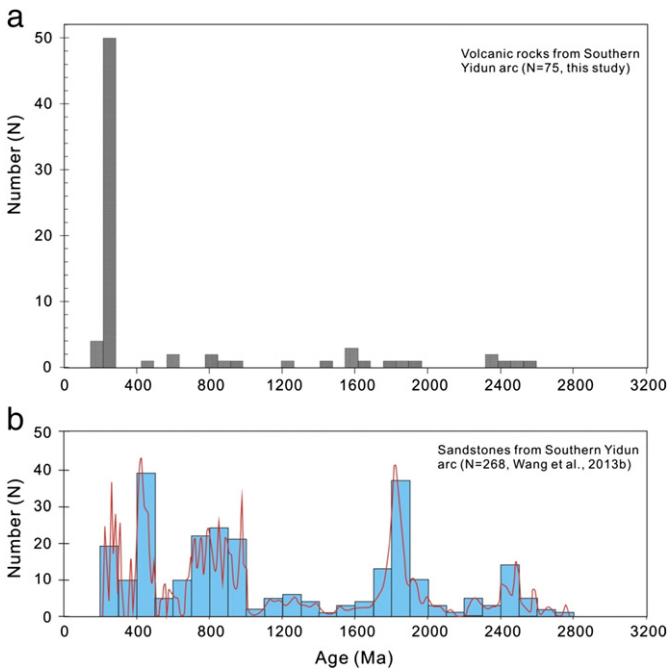 a
50
40
30
20
10
0
Number (N)
Volcanic rocks from Southern
Yidun arc (N=75, this study)
0 400 800 1200 1600 2000 2400 2800 3200
b
50
40
30
20
10
0
Number (N)
Sandstones from Southern Yidun
arc (N=268, Wang et al., 2013b)
0 400 800 1200 1600 2000 2400 2800 3200
Age (Ma)